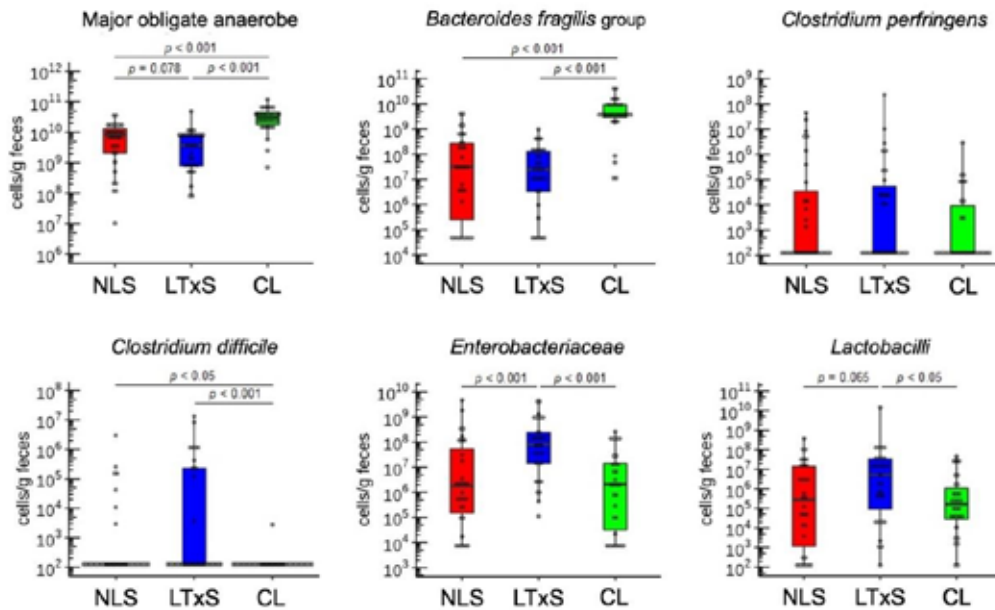 Major obligate anaerobe
p < 0.001
p = 0.078
p < 0.001
cells/g feces
10¹²
10¹¹
10¹⁰
10⁹
10⁸
10⁷
10⁶
NLS LTxS CL
Bacteroides fragilis group
p < 0.001
p < 0.001
cells/g feces
10¹¹
10¹⁰
10⁹
10⁸
10⁷
10⁶
10⁵
10⁴
NLS LTxS CL
Clostridium perfringens
cells/g feces
10⁹
10⁸
10⁷
10⁶
10⁵
10⁴
10³
10²
NLS LTxS CL
Clostridium difficile
p < 0.05
p < 0.001
cells/g feces
10⁸
10⁷
10⁶
10⁵
10⁴
10³
10²
NLS LTxS CL
Enterobacteriaceae
p < 0.001 p < 0.001
cells/g feces
10¹⁰
10⁹
10⁸
10⁷
10⁶
10⁵
10⁴
10³
NLS LTxS CL
Lactobacilli
p = 0.065 p < 0.05
cells/g feces
10¹¹
10¹⁰
10⁹
10⁸
10⁷
10⁶
10⁵
10⁴
10³
10²
NLS LTxS CL